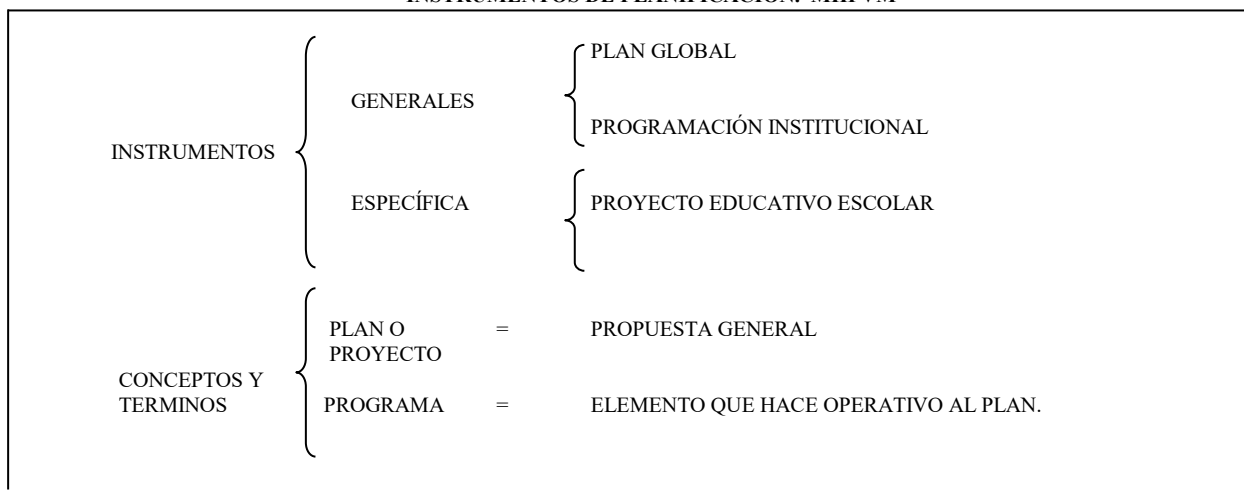 PLAN GLOBAL
GENERALES
PROGRAMACIÓN INSTITUCIONAL
INSTRUMENTOS
ESPECÍFICA
PROYECTO EDUCATIVO ESCOLAR
PLAN O = PROPUESTA GENERAL
PROYECTO
CONCEPTOS Y
TERMINOS
PROGRAMA = ELEMENTO QUE HACE OPERATIVO AL PLAN.